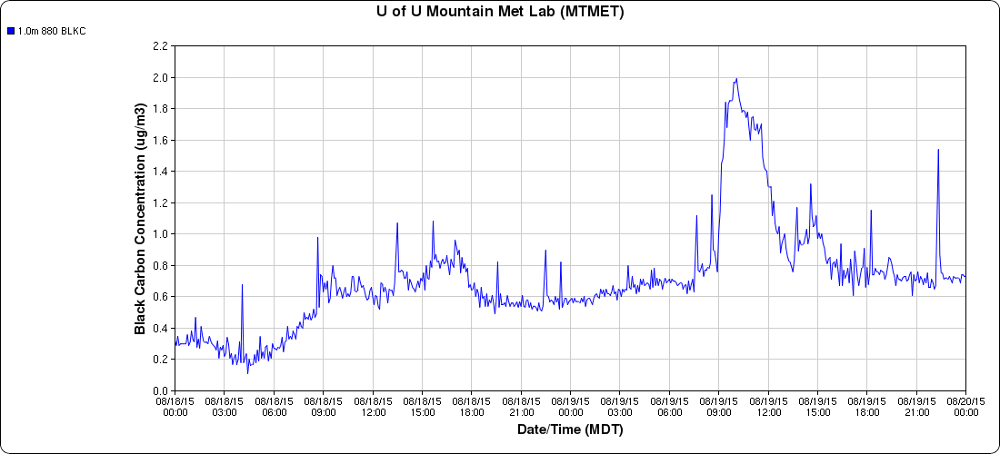 U of U Mountain Met Lab (MTMET)
1.0m 880 BLKC
Black Carbon Concentration (ug/m3)
2.2
2.0
1.8
1.6
1.4
1.2
1.0
0.8
0.6
0.4
0.2
0.0
08/18/15 08/18/15 08/18/15 08/18/15 08/18/15 08/18/15 08/18/15 08/18/15 08/19/15 08/19/15 08/19/15 08/19/15 08/19/15 08/19/15 08/19/15 08/19/15 08/20/15
00:00 03:00 06:00 09:00 12:00 15:00 18:00 21:00 00:00 03:00 06:00 09:00 12:00 15:00 18:00 21:00 00:00
Date/Time (MDT)